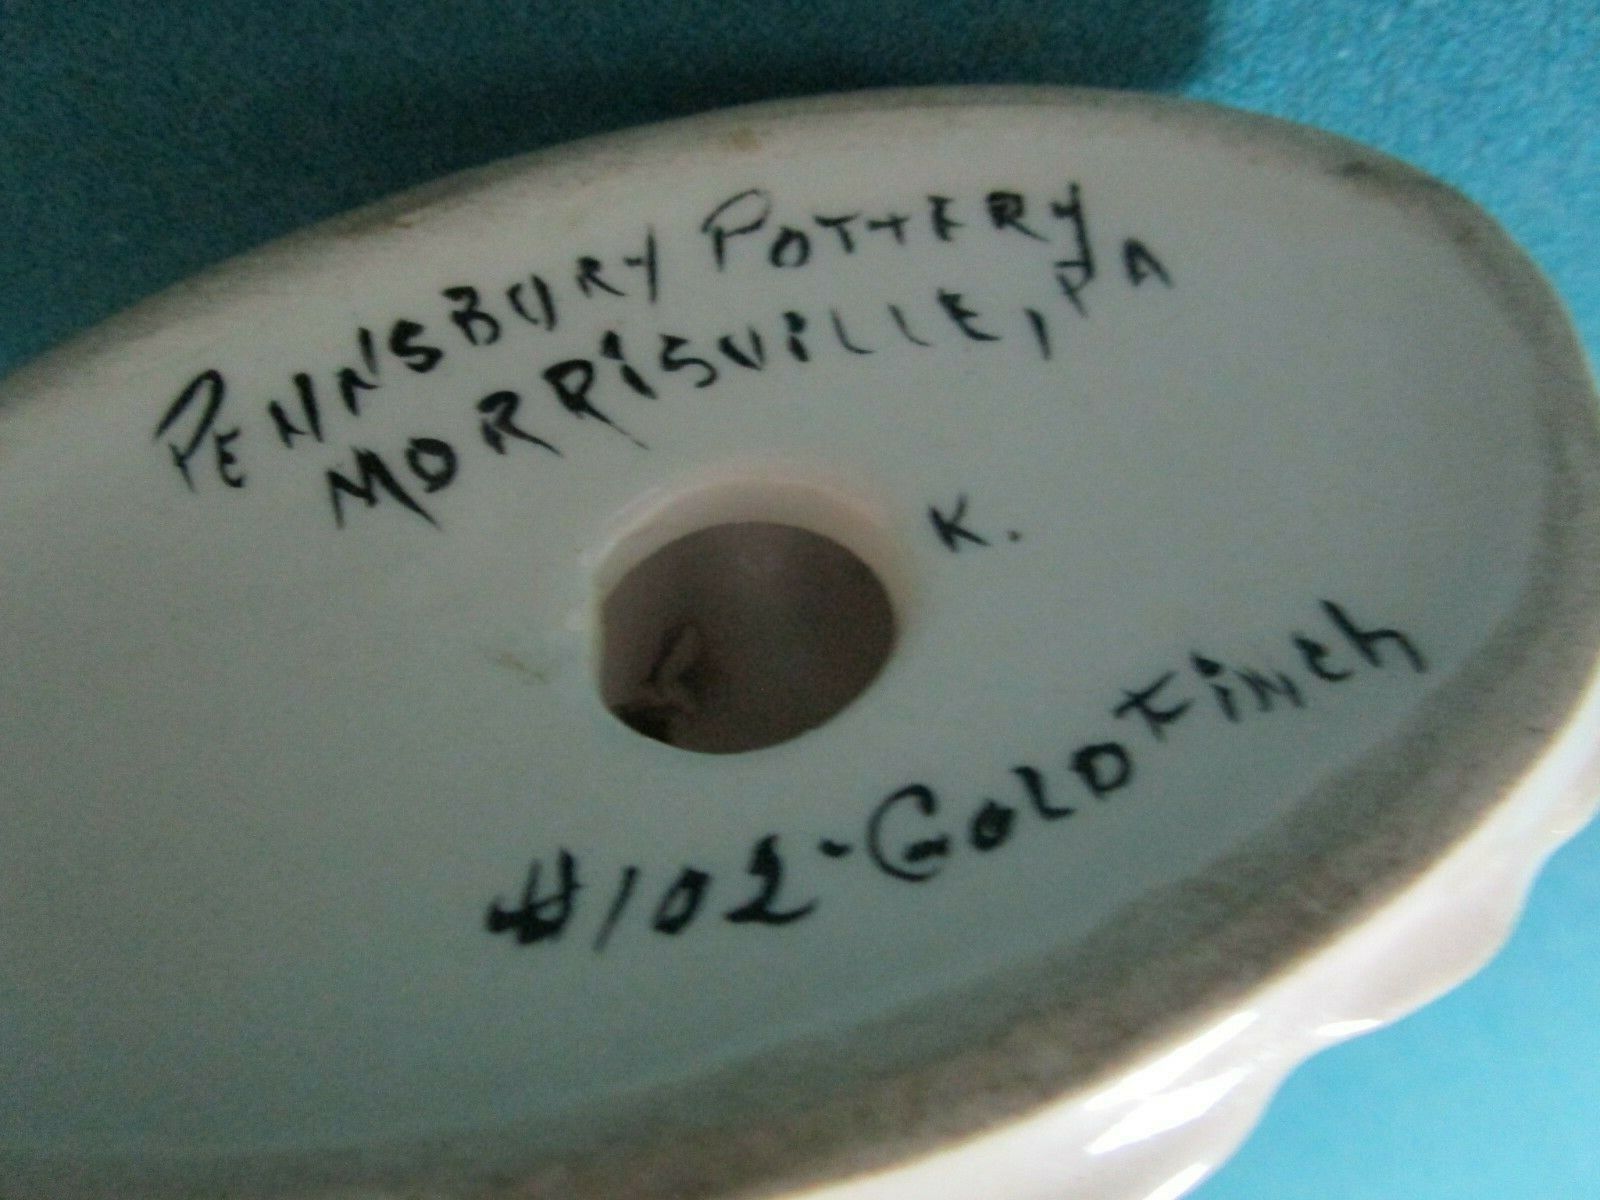 PENNSBURY POTTERY
MORRiSViLLE, PA
K.
#102-GOLDFiNch